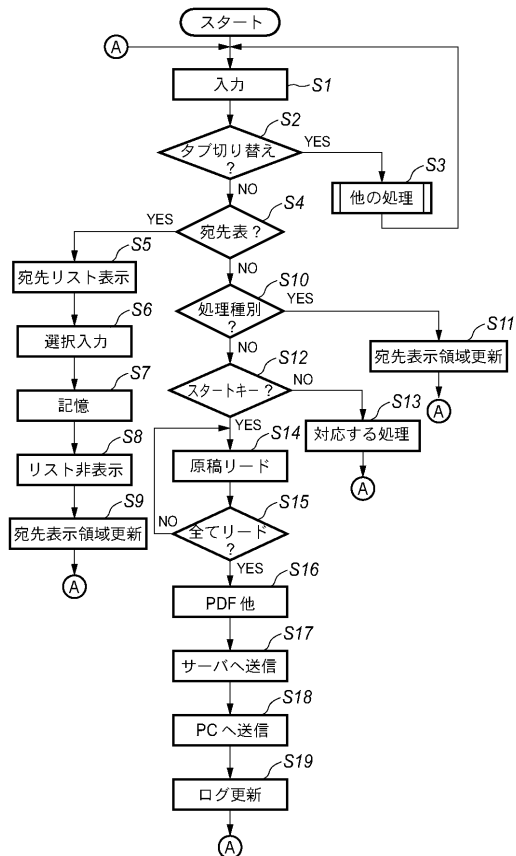 スタート
A
入力
S1
S2
タブ切り替え
?
YES
NO
S3
他の処理
S4
宛先表?
YES
NO
S5
宛先リスト表示
S6
選択入力
S7
記憶
S8
リスト非表示
S9
宛先表示領域更新
A
S10
処理種別
?
YES
NO
S11
宛先表示領域更新
A
S12
スタートキー?
NO
YES
S13
対応する処理
A
S14
原稿リード
S15
全てリード
?
NO
YES
S16
PDF 他
S17
サーバへ送信
S18
PCへ送信
S19
ログ更新
A